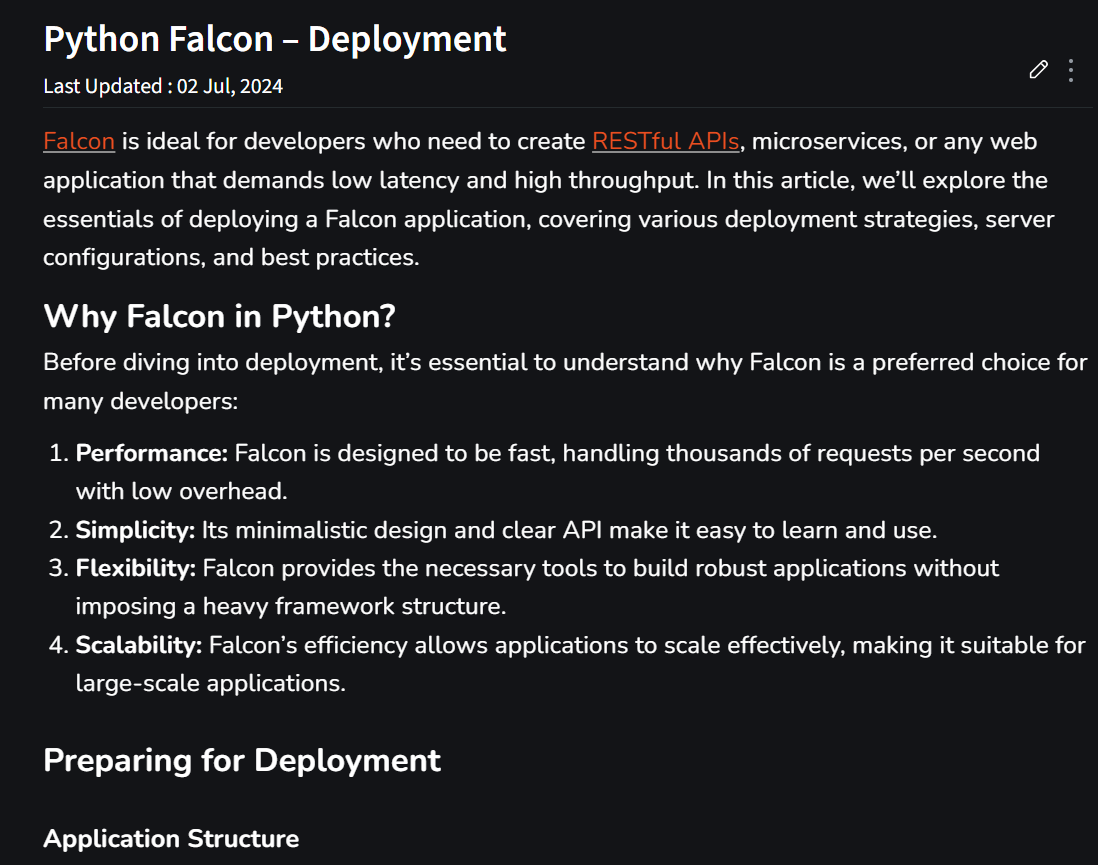 Python Falcon – Deployment
Last Updated : 02 Jul, 2024
Falcon is ideal for developers who need to create RESTful APIs, microservices, or any web
application that demands low latency and high throughput. In this article, we’ll explore the
essentials of deploying a Falcon application, covering various deployment strategies, server
configurations, and best practices.
Why Falcon in Python?
Before diving into deployment, it’s essential to understand why Falcon is a preferred choice for
many developers:
1. Performance: Falcon is designed to be fast, handling thousands of requests per second
with low overhead.
2. Simplicity: Its minimalistic design and clear API make it easy to learn and use.
3. Flexibility: Falcon provides the necessary tools to build robust applications without
imposing a heavy framework structure.
4. Scalability: Falcon’s efficiency allows applications to scale effectively, making it suitable for
large-scale applications.
Preparing for Deployment
Application Structure